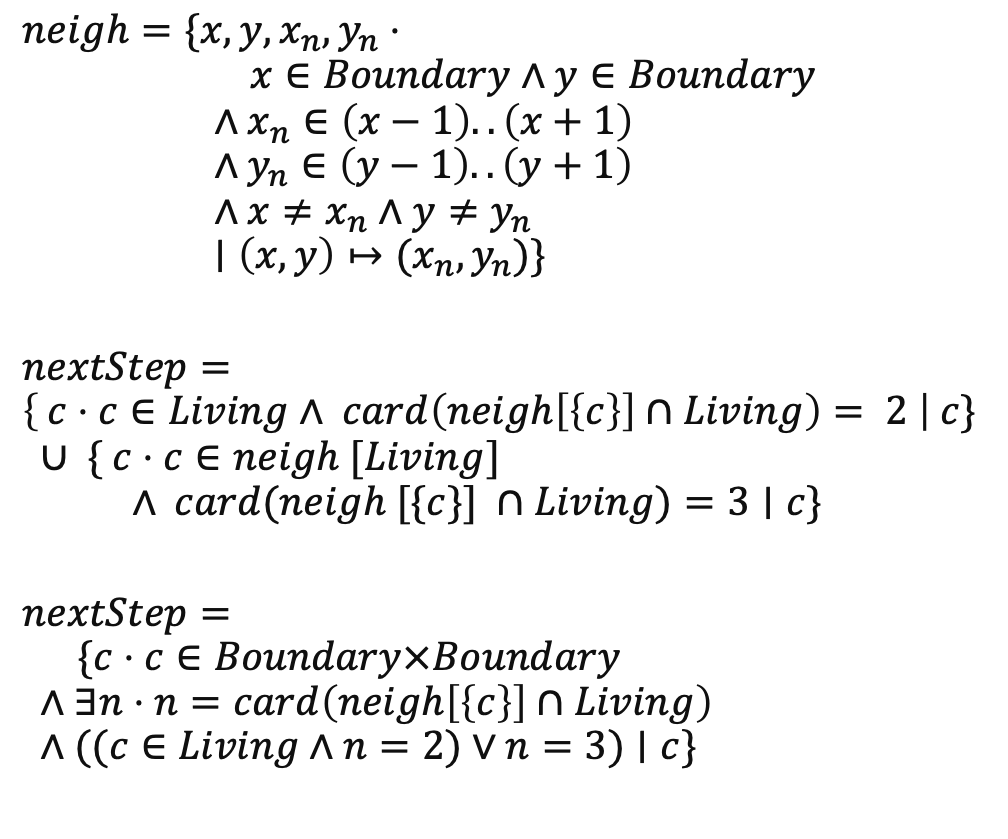 neigh = {x, y, xₙ, yₙ ·
x ∈ Boundary ∧ y ∈ Boundary
∧ xₙ ∈ (x − 1)..(x + 1)
∧ yₙ ∈ (y − 1)..(y + 1)
∧ x ≠ xₙ ∧ y ≠ yₙ
| (x, y) ↦ (xₙ, yₙ)}
nextStep =
{ c · c ∈ Living ∧ card(neigh[{c}] ∩ Living) = 2 | c}
∪ { c · c ∈ neigh [Living]
∧ card(neigh [{c}] ∩ Living) = 3 | c}
nextStep =
{c · c ∈ Boundary×Boundary
∧ ∃n · n = card(neigh[{c}] ∩ Living)
∧ ((c ∈ Living ∧ n = 2) ∨ n = 3) | c}